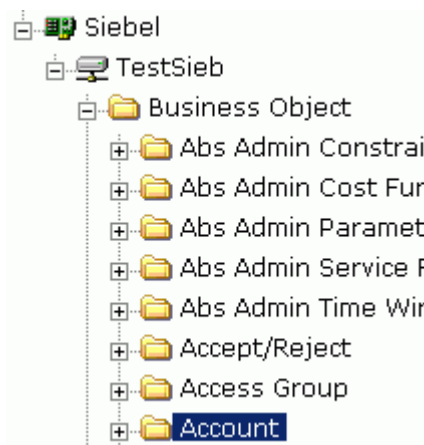 Siebel
TestSieb
Business Object
Abs Admin Constrai
Abs Admin Cost Fur
Abs Admin Paramet
Abs Admin Service F
Abs Admin Time Wir
Accept/Reject
Access Group
Account